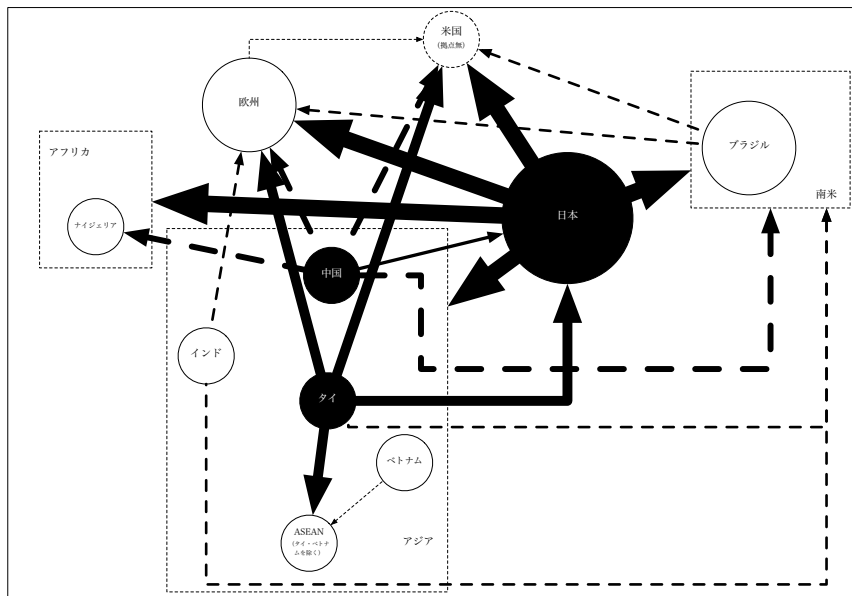 米国
(拠点無)
欧州
ブラジル
アフリカ
南米
日本
ナイジェリア
中国
インド
タイ
ベトナム
ASEAN
(タイ・ベトナ
ムを除く)
アジア